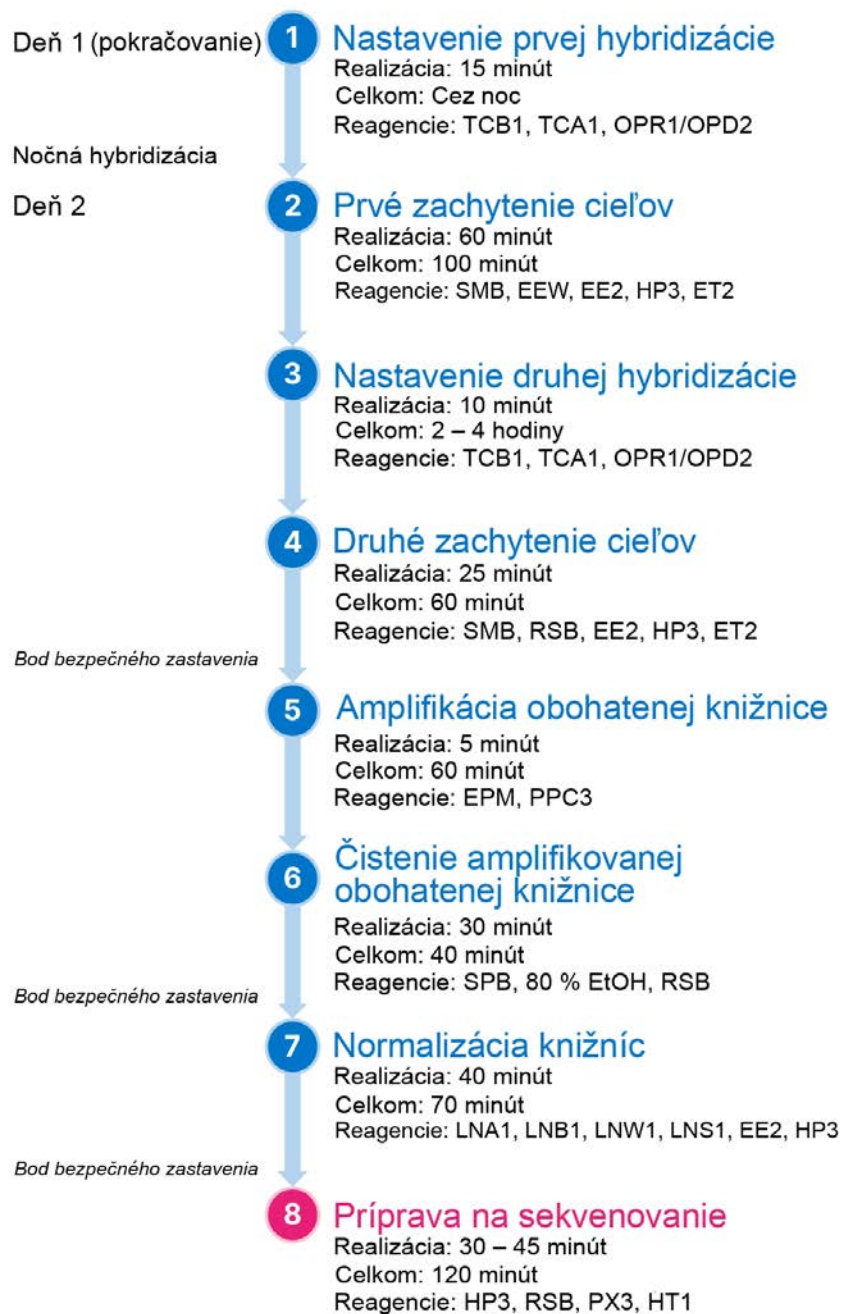 Deň 1 (pokračovanie)
1
Nastavenie prvej hybridizácie
Realizácia: 15 minút
Celkom: Cez noc
Reagencie: TCB1, TCA1, OPR1/OPD2
Nočná hybridizácia
Deň 2
2
Prvé zachytenie cieľov
Realizácia: 60 minút
Celkom: 100 minút
Reagencie: SMB, EEW, EE2, HP3, ET2
3
Nastavenie druhej hybridizácie
Realizácia: 10 minút
Celkom: 2 – 4 hodiny
Reagencie: TCB1, TCA1, OPR1/OPD2
4
Druhé zachytenie cieľov
Realizácia: 25 minút
Celkom: 60 minút
Reagencie: SMB, RSB, EE2, HP3, ET2
Bod bezpečného zastavenia
5
Amplifikácia obohatenej knižnice
Realizácia: 5 minút
Celkom: 60 minút
Reagencie: EPM, PPC3
6
Čistenie amplifikovanej
obohatenej knižnice
Realizácia: 30 minút
Celkom: 40 minút
Reagencie: SPB, 80 % EtOH, RSB
Bod bezpečného zastavenia
7
Normalizácia knižníc
Realizácia: 40 minút
Celkom: 70 minút
Reagencie: LNA1, LNB1, LNW1, LNS1, EE2, HP3
Bod bezpečného zastavenia
8
Príprava na sekvenovanie
Realizácia: 30 – 45 minút
Celkom: 120 minút
Reagencie: HP3, RSB, PX3, HT1